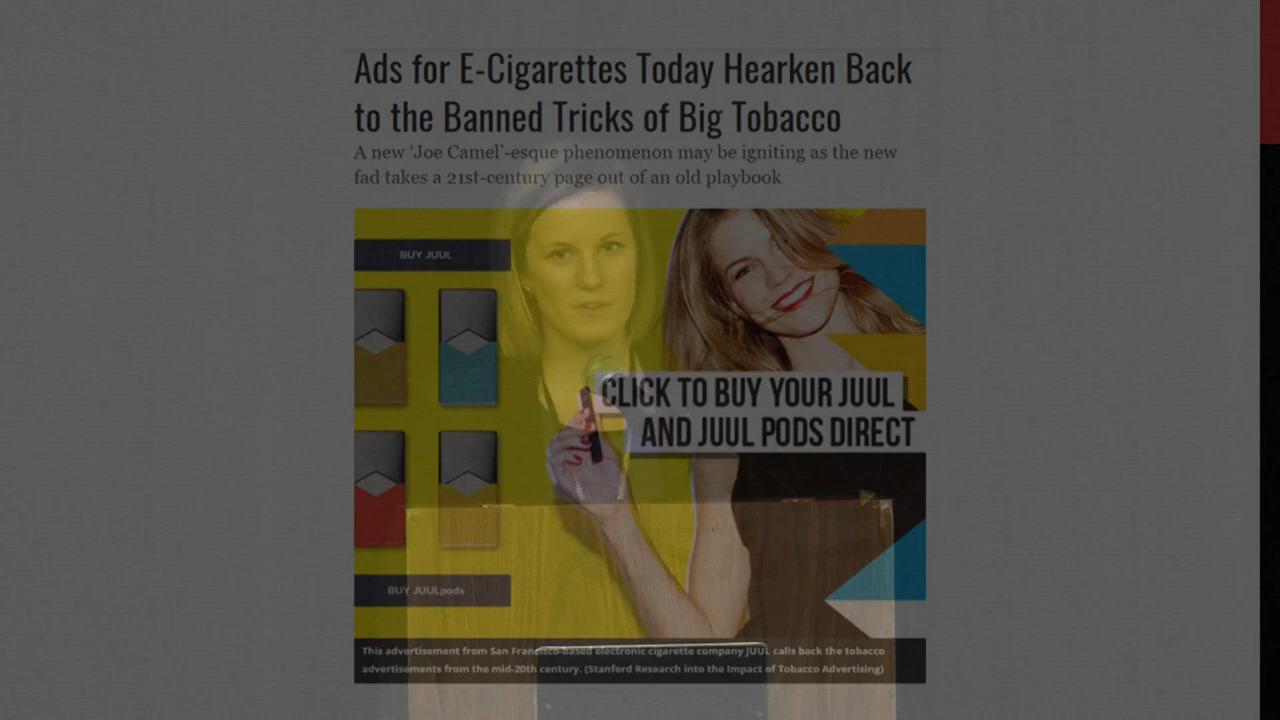 Ads for E-Cigarettes Today Hearken Back
to the Banned Tricks of Big Tobacco
A new ‘Joe Camel’-esque phenomenon may be igniting as the new
fad takes a 21st-century page out of an old playbook
BUY JUUL
CLICK TO BUY YOUR JUUL
AND JUUL PODS DIRECT
BUY JUULpods
This advertisement from San Francisco-based electronic cigarette company JUUL calls back the tobacco
advertisements from the mid-20th century. (Stanford Research into the Impact of Tobacco Advertising)